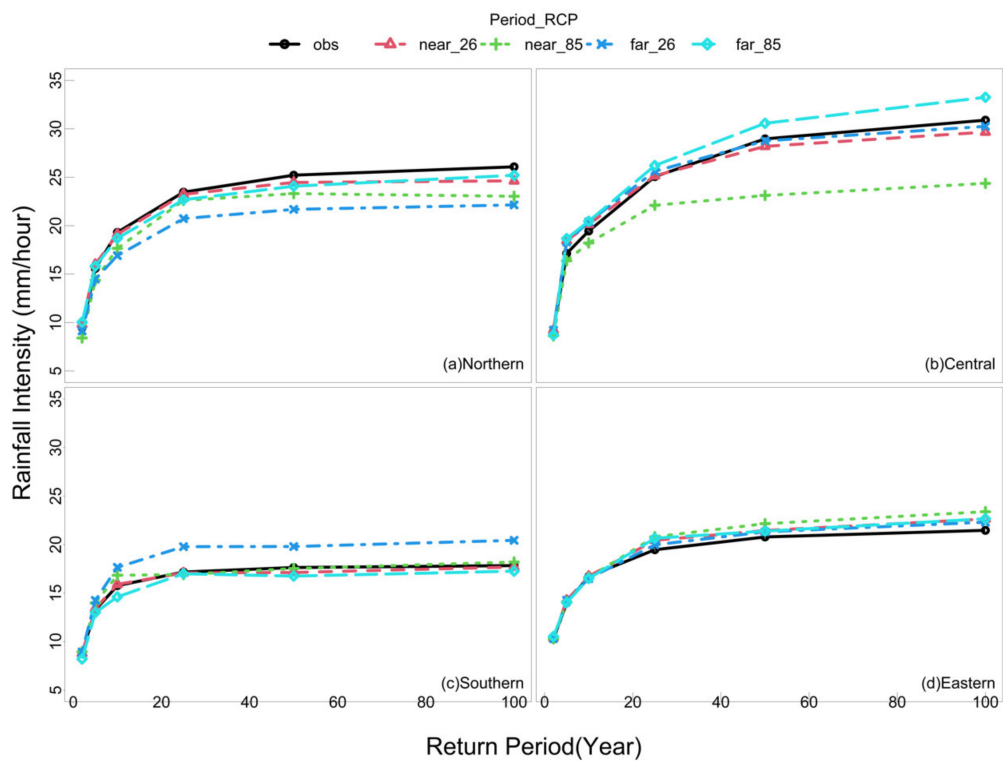 Period_RCP
obs near_26 near_85 far_26 far_85
35
30
25
20
15
10
5
(a)Northern
(b)Central
35
30
25
20
15
10
5
(c)Southern
(d)Eastern
0 20 40 60 80 100
0 20 40 60 80 100
Rainfall Intensity (mm/hour)
Return Period(Year)